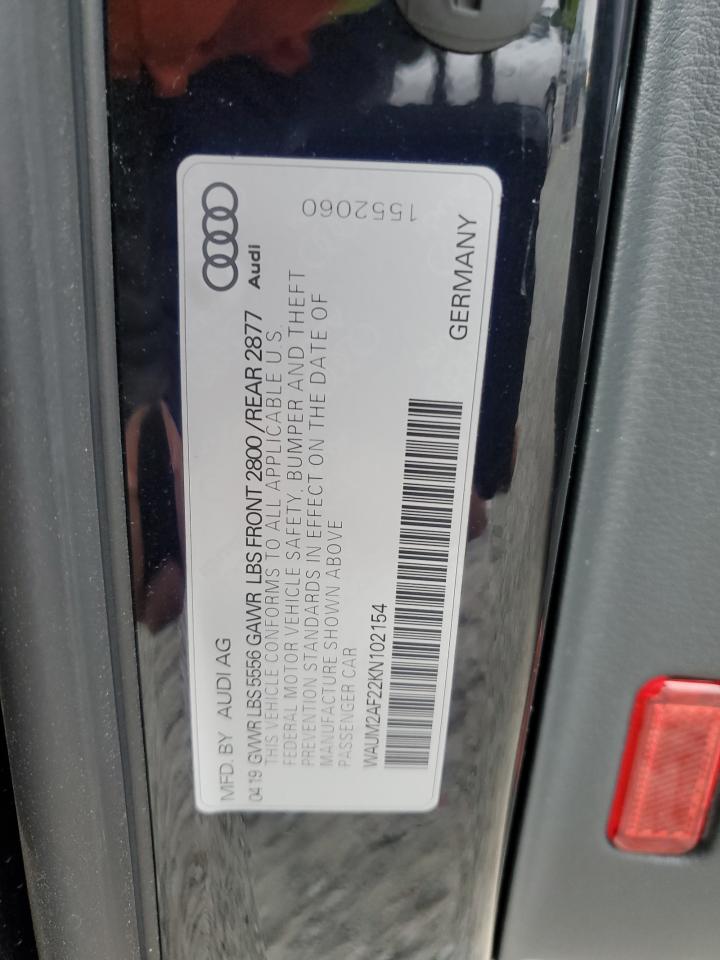 MFD. BY AUDI AG
Audi
04 19 GVWR LBS 5556 GAWR LBS FRONT 2800 /REAR 2877
THIS VEHICLE CONFORMS TO ALL APPLICABLE U.S.
FEDERAL MOTOR VEHICLE SAFETY. BUMPER AND THEFT
PREVENTION STANDARDS IN EFFECT ON THE DATE OF
MANUFACTURE SHOWN ABOVE
PASSENGER CAR
WAUM2AF22KN102154
GERMANY
1552060